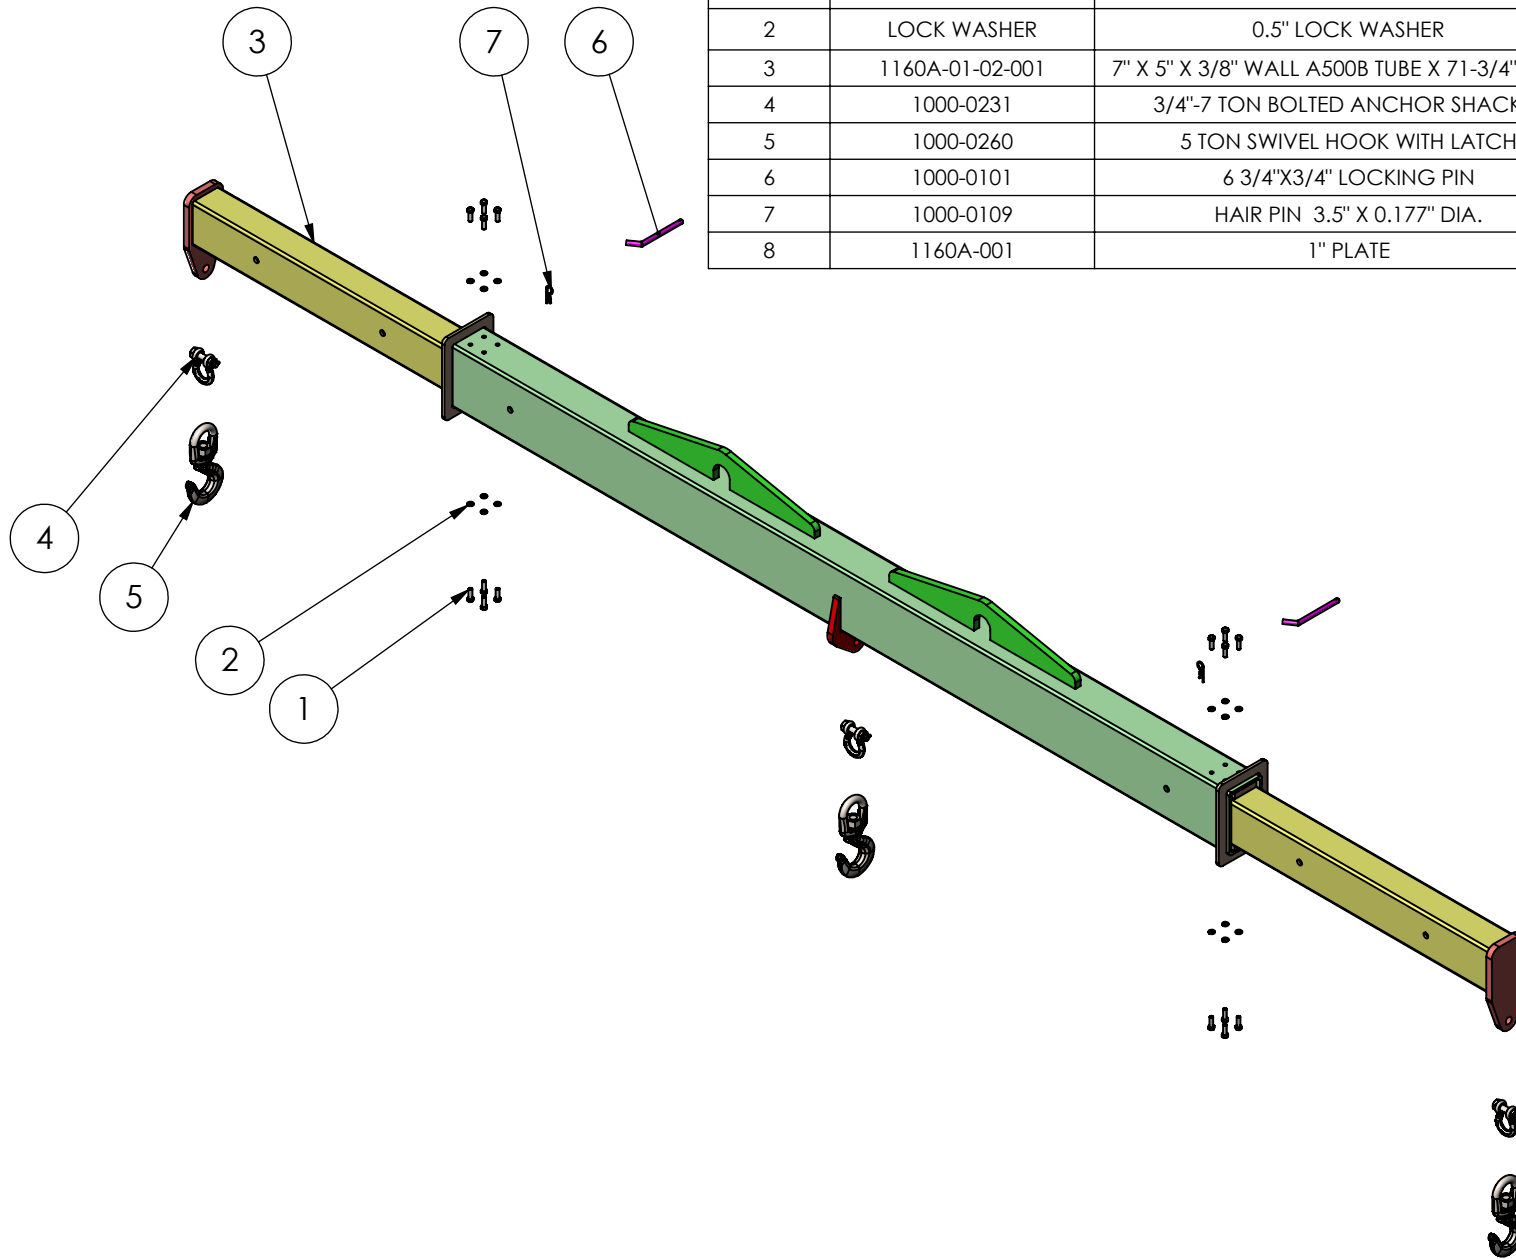 3
7
6
2 LOCK WASHER 0.5" LOCK WASHER
3 1160A-01-02-001 7" X 5" X 3/8" WALL A500B TUBE X 71-3/4"
4 1000-0231 3/4"-7 TON BOLTED ANCHOR SHACK
5 1000-0260 5 TON SWIVEL HOOK WITH LATCH
6 1000-0101 6 3/4"X3/4" LOCKING PIN
7 1000-0109 HAIR PIN 3.5" X 0.177" DIA.
8 1160A-001 1" PLATE
4
5
2
1